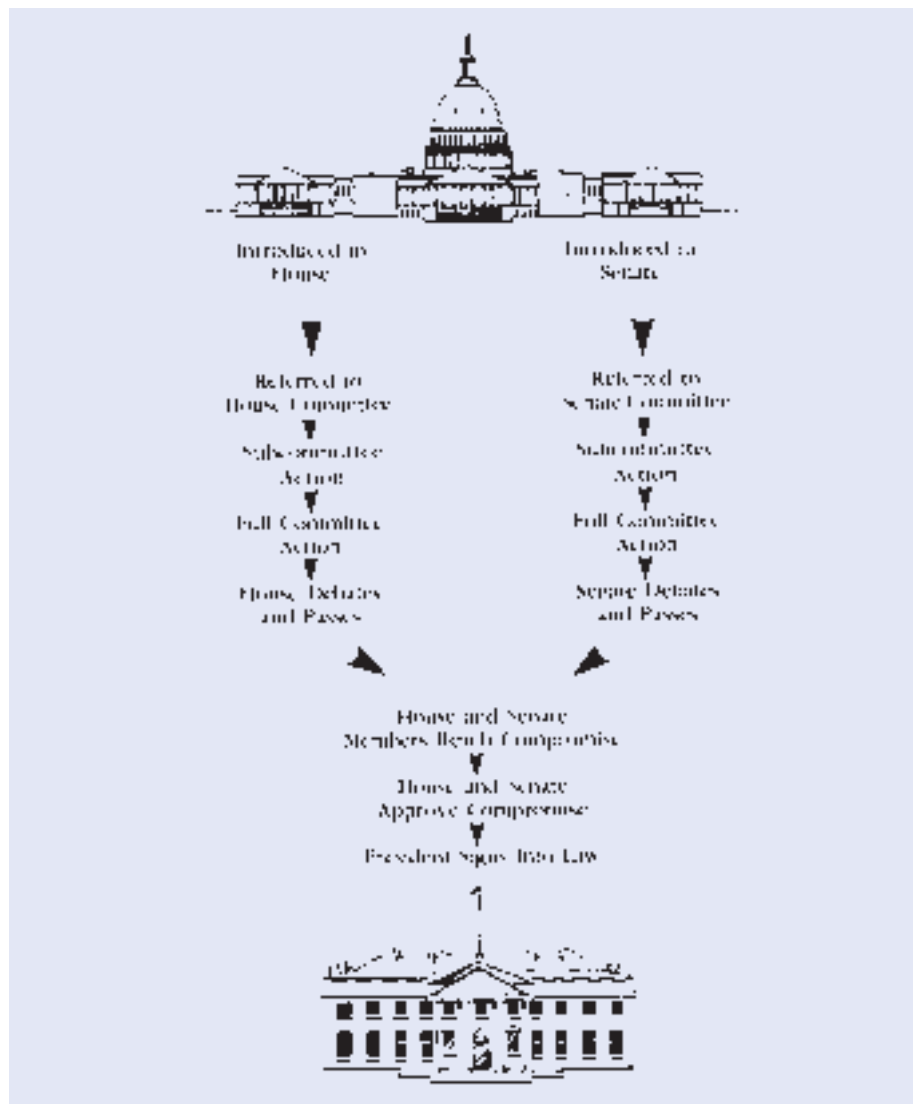 Introduced in
House
Introduced in
Senate
Referred to
House Committee
Referred to
Senate Committee
Subcommittee
Action
Subcommittee
Action
Full Committee
Action
Full Committee
Action
House Debates
and Passes
Senate Debates
and Passes
House and Senate
Members Reach Compromise
House and Senate
Approve Compromise
President Signs Into Law
1